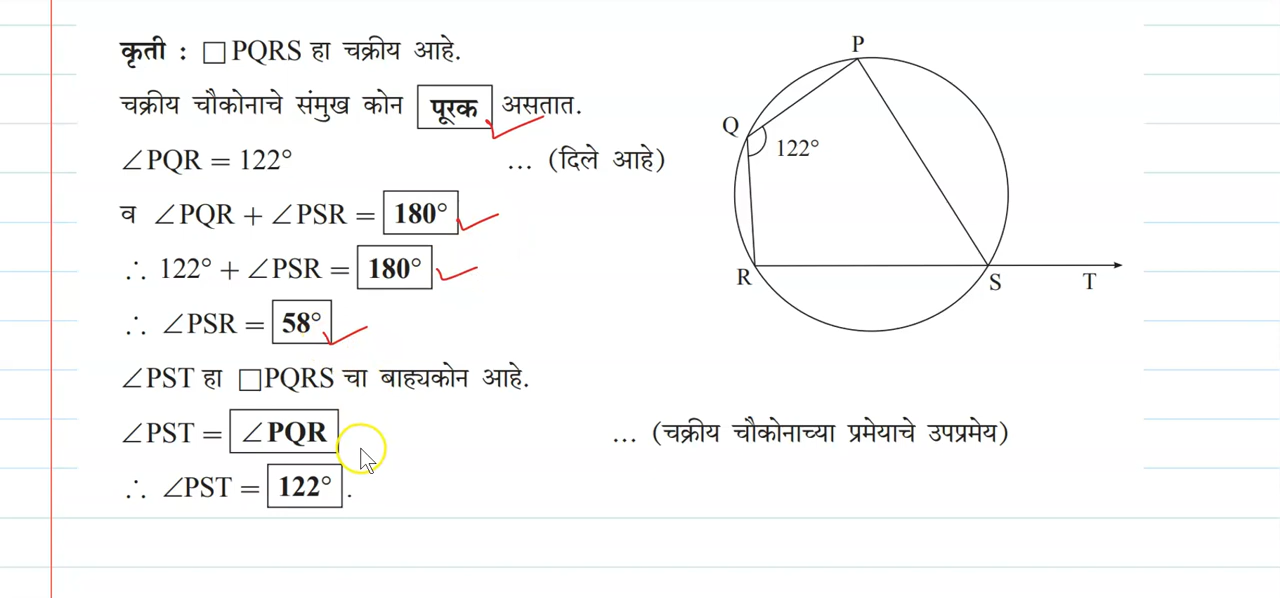 कृती : □PQRS हा चक्रीय आहे.
चक्रीय चौकोनाचे संमुख कोन पूरक असतात.
∠PQR = 122° ... (दिले आहे)
व ∠PQR + ∠PSR = 180°
∴ 122° + ∠PSR = 180°
∴ ∠PSR = 58°
∠PST हा □PQRS चा बाह्यकोन आहे.
∠PST = ∠PQR ... (चक्रीय चौकोनाच्या प्रमेयाचे उपप्रमेय)
∴ ∠PST = 122°.
P
Q
122°
R
S
T